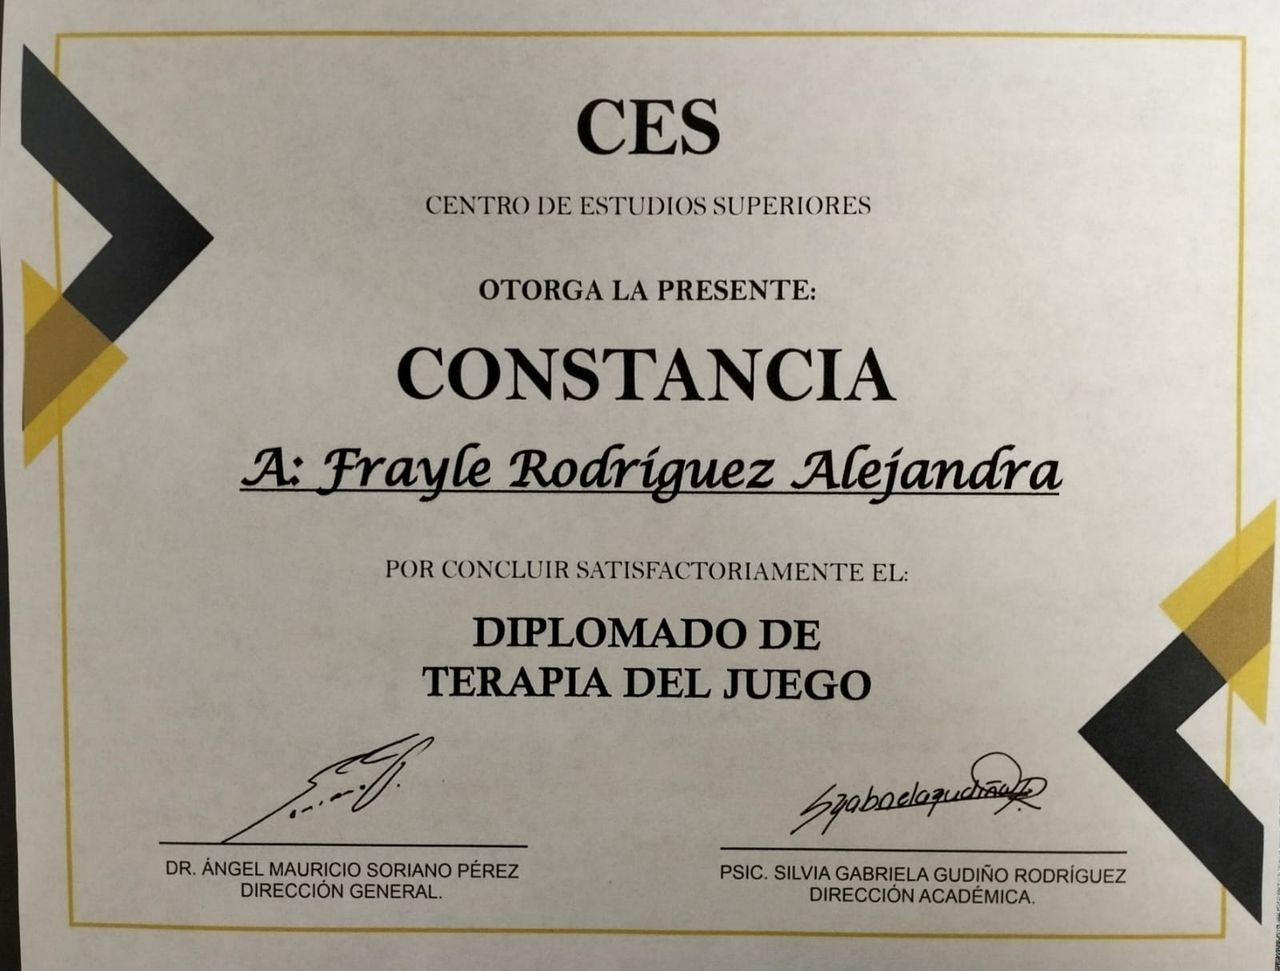 CES
CENTRO DE ESTUDIOS SUPERIORES
OTORGA LA PRESENTE:
CONSTANCIA
A: Frayle Rodríguez Alejandra
POR CONCLUIR SATISFACTORIAMENTE EL:
DIPLOMADO DE
TERAPIA DEL JUEGO
DR. ÁNGEL MAURICIO SORIANO PÉREZ
DIRECCIÓN GENERAL.
PSIC. SILVIA GABRIELA GUDIÑO RODRÍGUEZ
DIRECCIÓN ACADÉMICA.